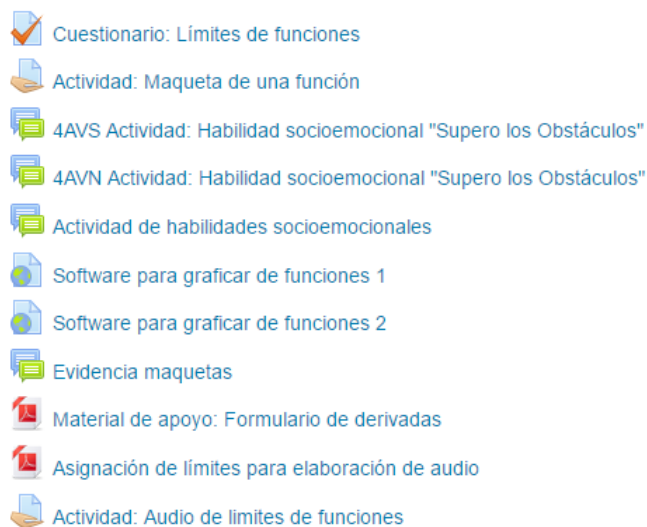 Cuestionario: Límites de funciones
Actividad: Maqueta de una función
4AVS Actividad: Habilidad socioemocional "Supero los Obstáculos"
4AVN Actividad: Habilidad socioemocional "Supero los Obstáculos"
Actividad de habilidades socioemocionales
Software para graficar de funciones 1
Software para graficar de funciones 2
Evidencia maquetas
Material de apoyo: Formulario de derivadas
Asignación de límites para elaboración de audio
Actividad: Audio de limites de funciones